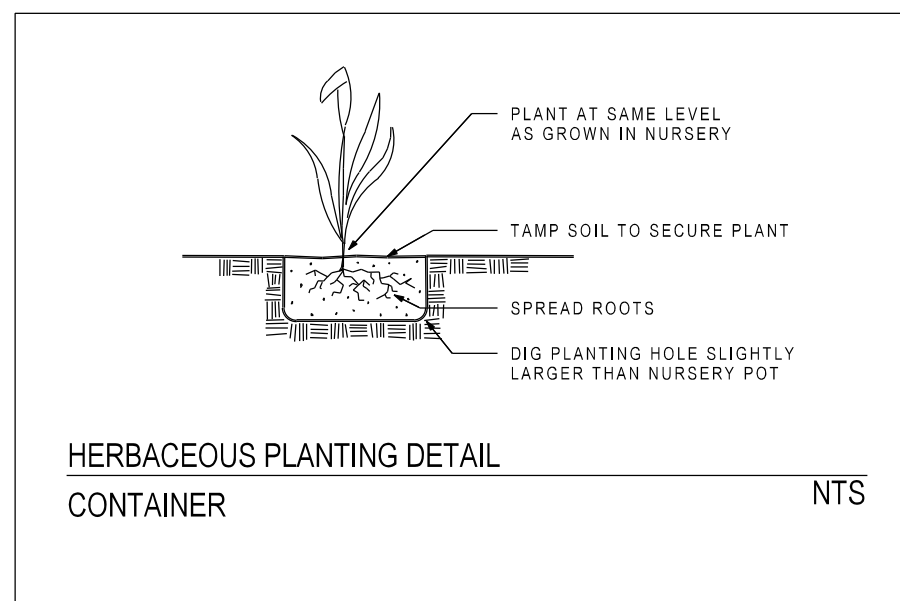 PLANT AT SAME LEVEL
AS GROWN IN NURSERY
TAMP SOIL TO SECURE PLANT
SPREAD ROOTS
DIG PLANTING HOLE SLIGHTLY
LARGER THAN NURSERY POT
HERBACEOUS PLANTING DETAIL
CONTAINER
NTS